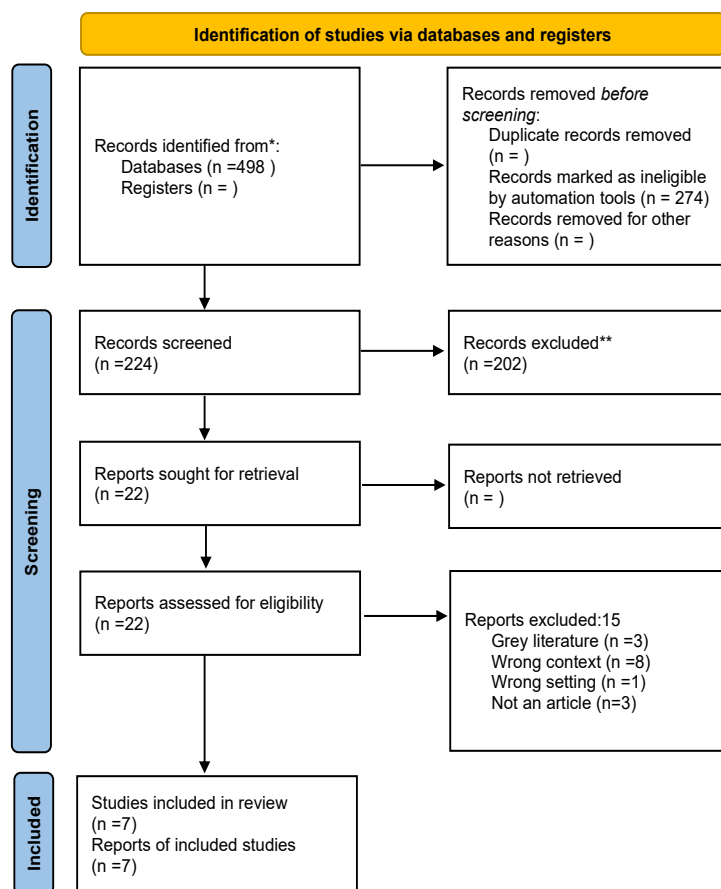 Identification of studies via databases and registers
Identification
Records identified from*:
Databases (n =498 )
Registers (n = )
Records removed before
screening:
Duplicate records removed
(n = )
Records marked as ineligible
by automation tools (n = 274)
Records removed for other
reasons (n = )
Screening
Records screened
(n =224)
Records excluded**
(n =202)
Reports sought for retrieval
(n =22)
Reports not retrieved
(n = )
Reports assessed for eligibility
(n =22)
Reports excluded:15
Grey literature (n =3)
Wrong context (n =8)
Wrong setting (n =1)
Not an article (n=3)
Included
Studies included in review
(n =7)
Reports of included studies
(n =7)